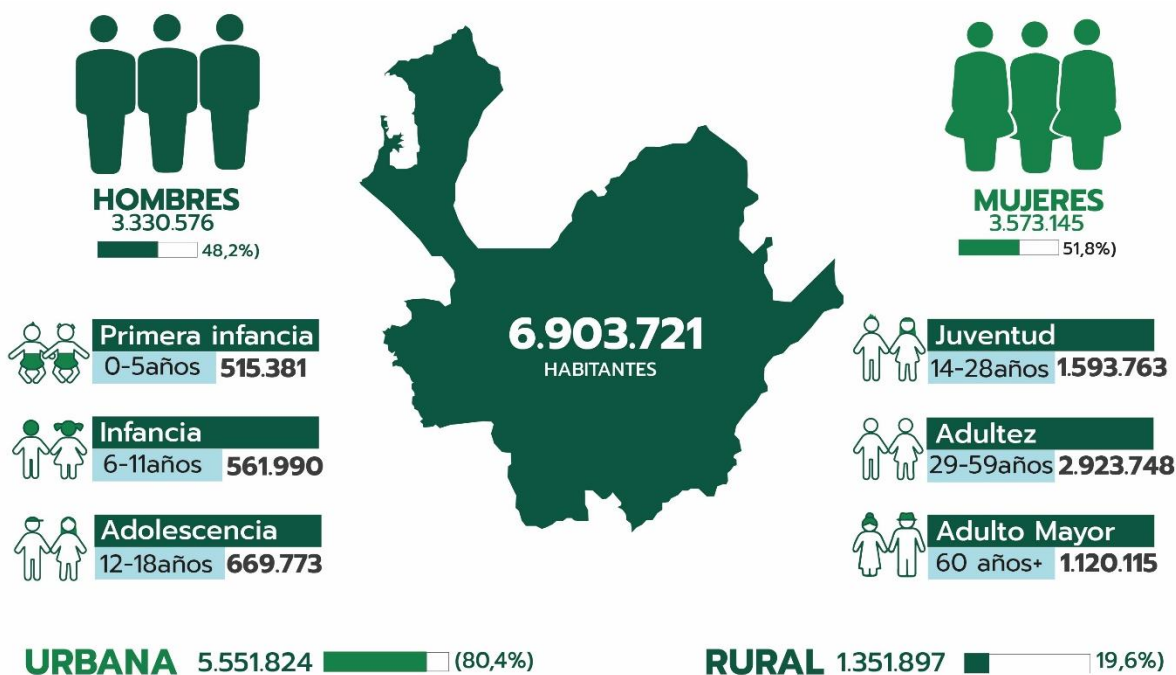 HOMBRES
3.330.576
48,2%)
MUJERES
3.573.145
51,8%)
6.903.721
HABITANTES
Primera infancia
0-5años 515.381
Infancia
6-11años 561.990
Adolescencia
12-18años 669.773
Juventud
14-28años 1.593.763
Adultez
29-59años 2.923.748
Adulto Mayor
60 años+ 1.120.115
URBANA 5.551.824 (80,4%)
RURAL 1.351.897 19,6%)